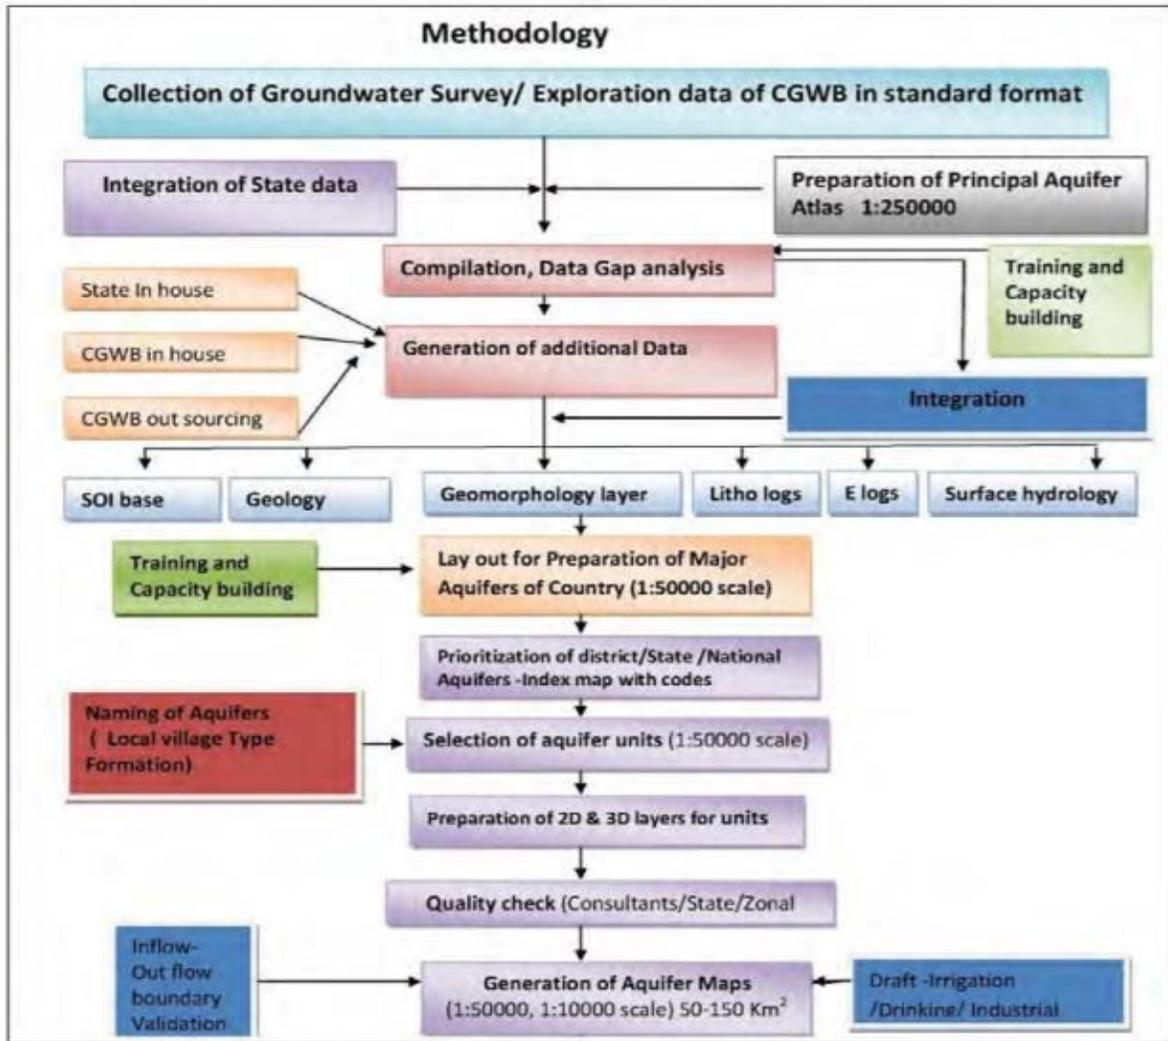 Methodology
Collection of Groundwater Survey/ Exploration data of CGWB in standard format
Integration of State data
Preparation of Principal Aquifer
Atlas 1:250000
Compilation, Data Gap analysis
Training and
Capacity
building
State In house
CGWB in house
CGWB out sourcing
Generation of additional Data
Integration
SOI base
Geology
Geomorphology layer
Litho logs
E logs
Surface hydrology
Training and
Capacity building
Lay out for Preparation of Major
Aquifers of Country (1:50000 scale)
Prioritization of district/State /National
Aquifers -Index map with codes
Naming of Aquifers
( Local village Type
Formation)
Selection of aquifer units (1:50000 scale)
Preparation of 2D & 3D layers for units
Quality check (Consultants/State/Zonal
Inflow-
Out flow
boundary
Validation
Generation of Aquifer Maps
(1:50000, 1:10000 scale) 50-150 Km²
Draft -Irrigation
/Drinkine/ Industrial